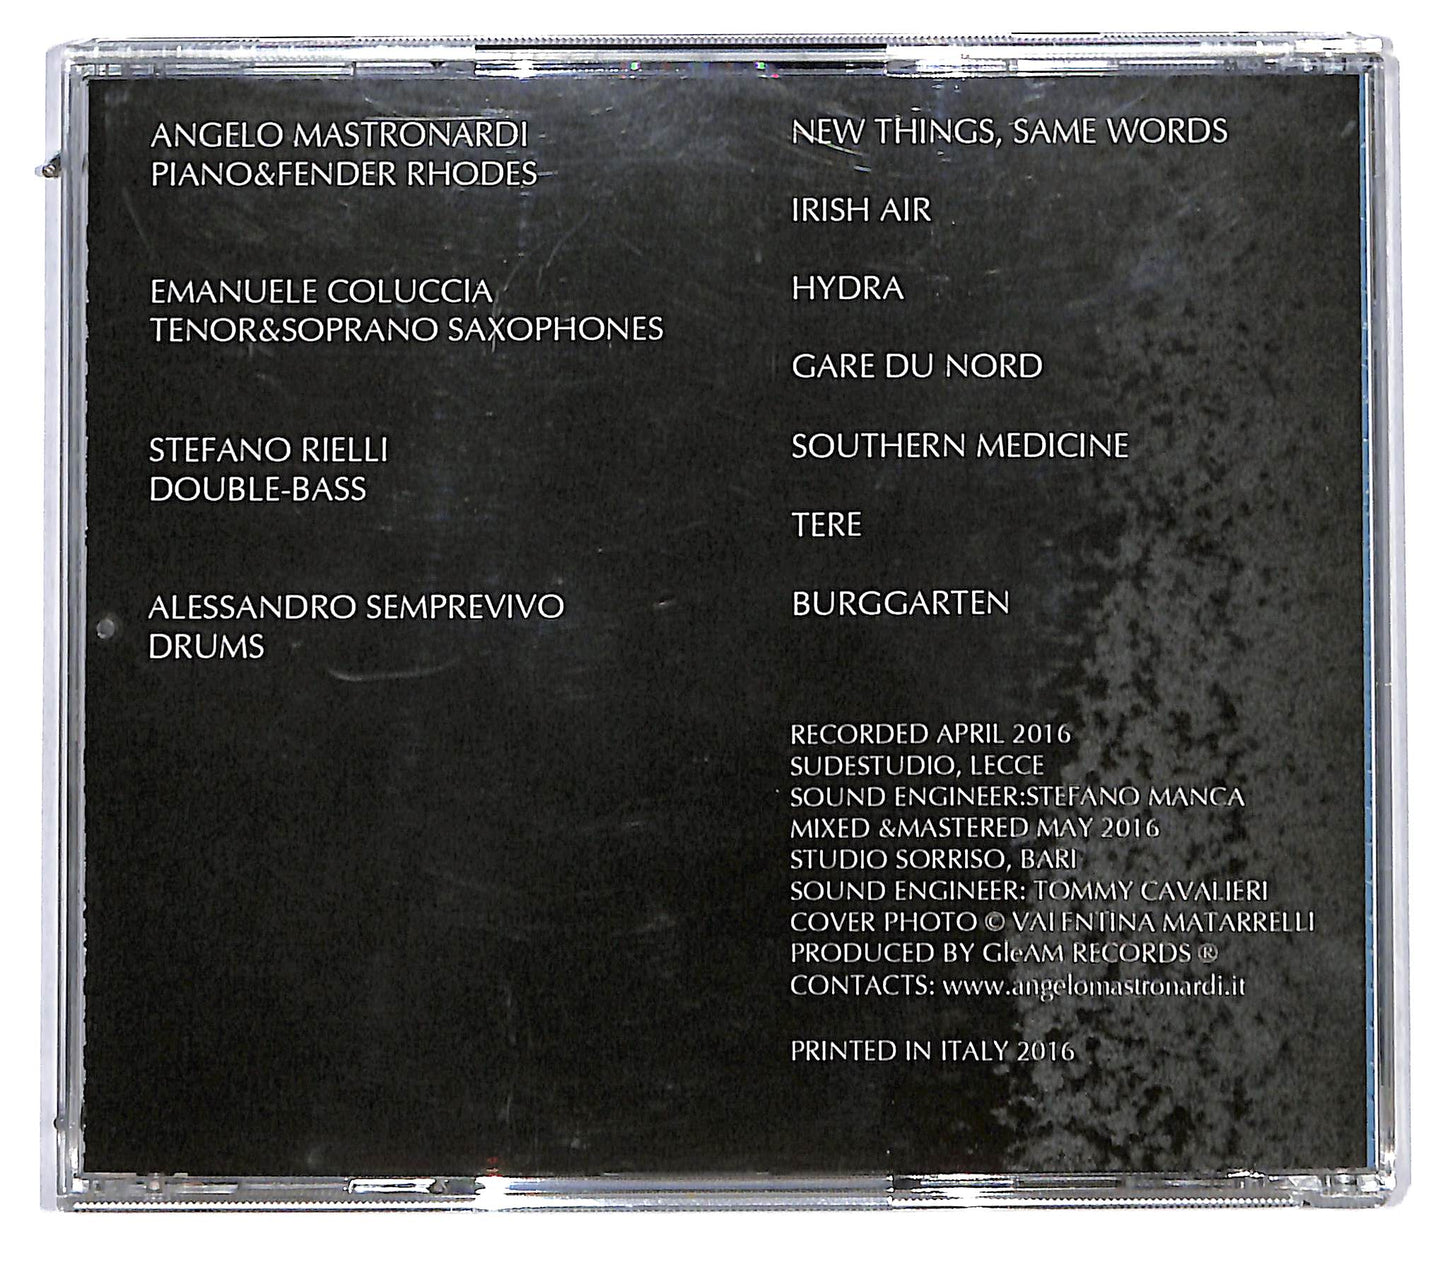 ANGELO MASTRONARDI
PIANO&FENDER RHODES
EMANUELE COLUCCIA
TENOR&SOPRANO SAXOPHONES
STEFANO RIELLI
DOUBLE-BASS
ALESSANDRO SEMPREVIVO
DRUMS
NEW THINGS, SAME WORDS
IRISH AIR
HYDRA
GARE DU NORD
SOUTHERN MEDICINE
TERE
BURGGARTEN
RECORDED APRIL 2016
SUDESTUDIO, LECCE
SOUND ENGINEER:STEFANO MANCA
MIXED &MASTERED MAY 2016
STUDIO SORRISO, BARI
SOUND ENGINEER: TOMMY CAVALIERI
COVER PHOTO © VALENTINA MATARRELLI
PRODUCED BY GleAM RECORDS ®
CONTACTS: www.angelomastronardi.it
PRINTED IN ITALY 2016